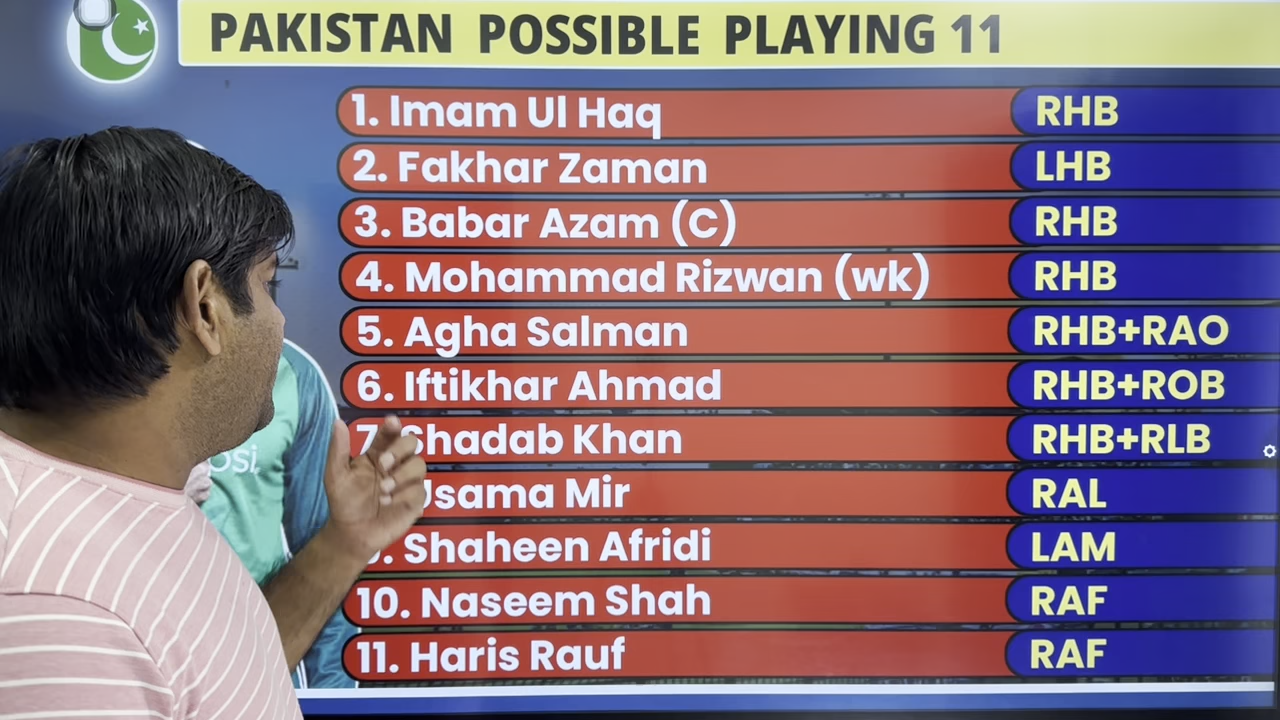 PAKISTAN POSSIBLE PLAYING 11
1. Imam Ul Haq RHB
2. Fakhar Zaman LHB
3. Babar Azam (C) RHB
4. Mohammad Rizwan (wk) RHB
5. Agha Salman RHB+RAO
6. Iftikhar Ahmad RHB+ROB
7. Shadab Khan RHB+RLB
Usama Mir RAL
9. Shaheen Afridi LAM
10. Naseem Shah RAF
11. Haris Rauf RAF